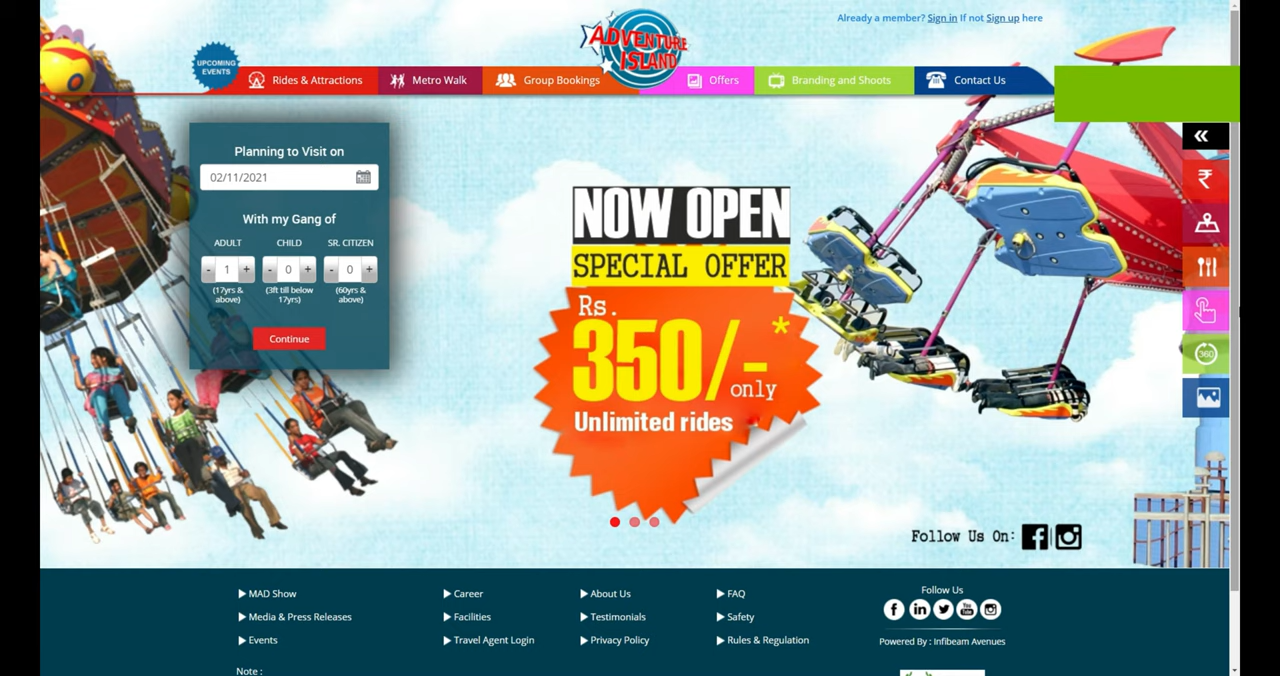 Already a member? Sign in If not Sign up here
ADVENTURE
ISLAND
UPCOMING
EVENTS
Rides & Attractions
Metro Walk
Group Bookings
Offers
Branding and Shoots
Contact Us
Planning to Visit on
02/11/2021
With my Gang of
ADULT CHILD SR. CITIZEN
- 1 + - 0 + - 0 +
(17yrs & above)
(3ft till below 17yrs)
(60yrs & above)
Continue
NOW OPEN
SPECIAL OFFER
Rs.
350/-*
only
Unlimited rides
«
₹
360
Follow Us On:
MAD Show
Media & Press Releases
Events
Career
Facilities
Travel Agent Login
About Us
Testimonials
Privacy Policy
FAQ
Safety
Rules & Regulation
Follow Us
Powered By : Infibeam Avenues
Note :